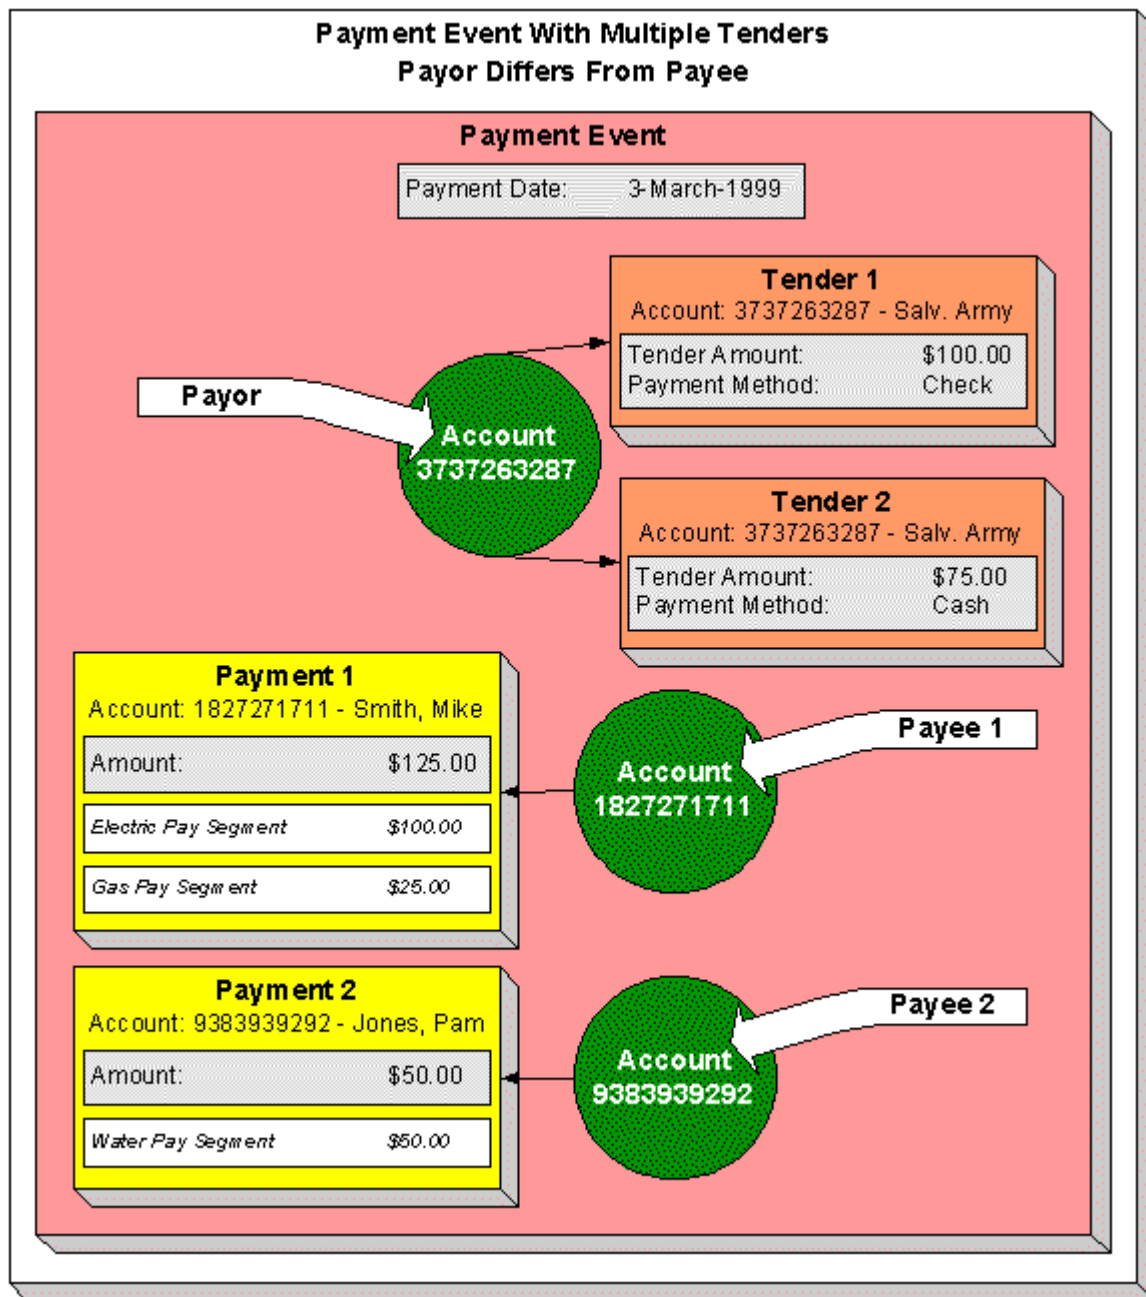 Payment Event With Multiple Tenders
Payor Differs From Payee
Payment Event
Payment Date: 3-March-1999
Tender 1
Account: 3737263287 - Salv. Army
Tender Amount: $100.00
Payment Method: Check
Payor
Account
3737263287
Tender 2
Account: 3737263287 - Salv. Army
Tender Amount: $75.00
Payment Method: Cash
Payment 1
Account: 1827271711 - Smith, Mike
Amount: $125.00
Electric Pay Segment $100.00
Gas Pay Segment $25.00
Payee 1
Account
1827271711
Payment 2
Account: 9383939292 - Jones, Pam
Amount: $50.00
Water Pay Segment $50.00
Payee 2
Account
9383939292